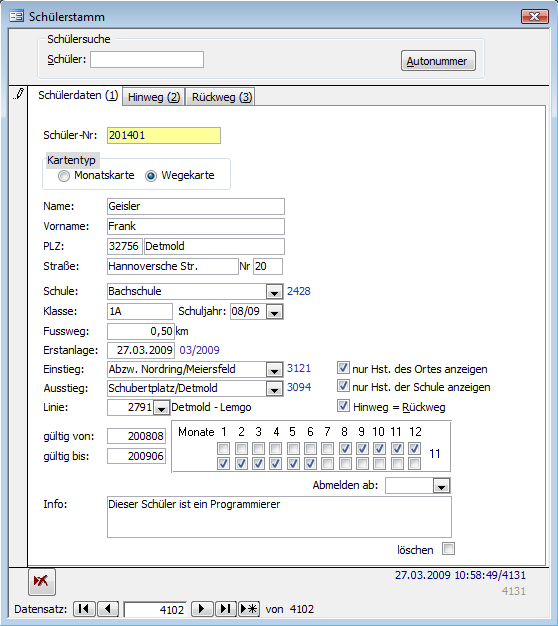 Schülerstamm
Schülersuche
Schüler:
Autonummer
Schülerdaten (1) Hinweg (2) Rückweg (3)
Schüler-Nr: 201401
Kartentyp
Monatskarte Wegekarte
Name: Geisler
Vorname: Frank
PLZ: 32756 Detmold
Straße: Hannoversche Str. Nr 20
Schule: Bachschule 2428
Klasse: 1A Schuljahr: 08/09
Fussweg: 0,50 km
Erstanlage: 27.03.2009 03/2009
Einstieg: Abzw. Nordring/Meiersfeld 3121 nur Hst. des Ortes anzeigen
Ausstieg: Schubertplatz/Detmold 3094 nur Hst. der Schule anzeigen
Linie: 2791 Detmold - Lemgo Hinweg = Rückweg
gültig von: 200808 Monate 1 2 3 4 5 6 7 8 9 10 11 12
gültig bis: 200906 11
Abmelden ab:
Info: Dieser Schüler ist ein Programmierer
löschen
27.03.2009 10:58:49/4131
4131
Datensatz: 4102 von 4102